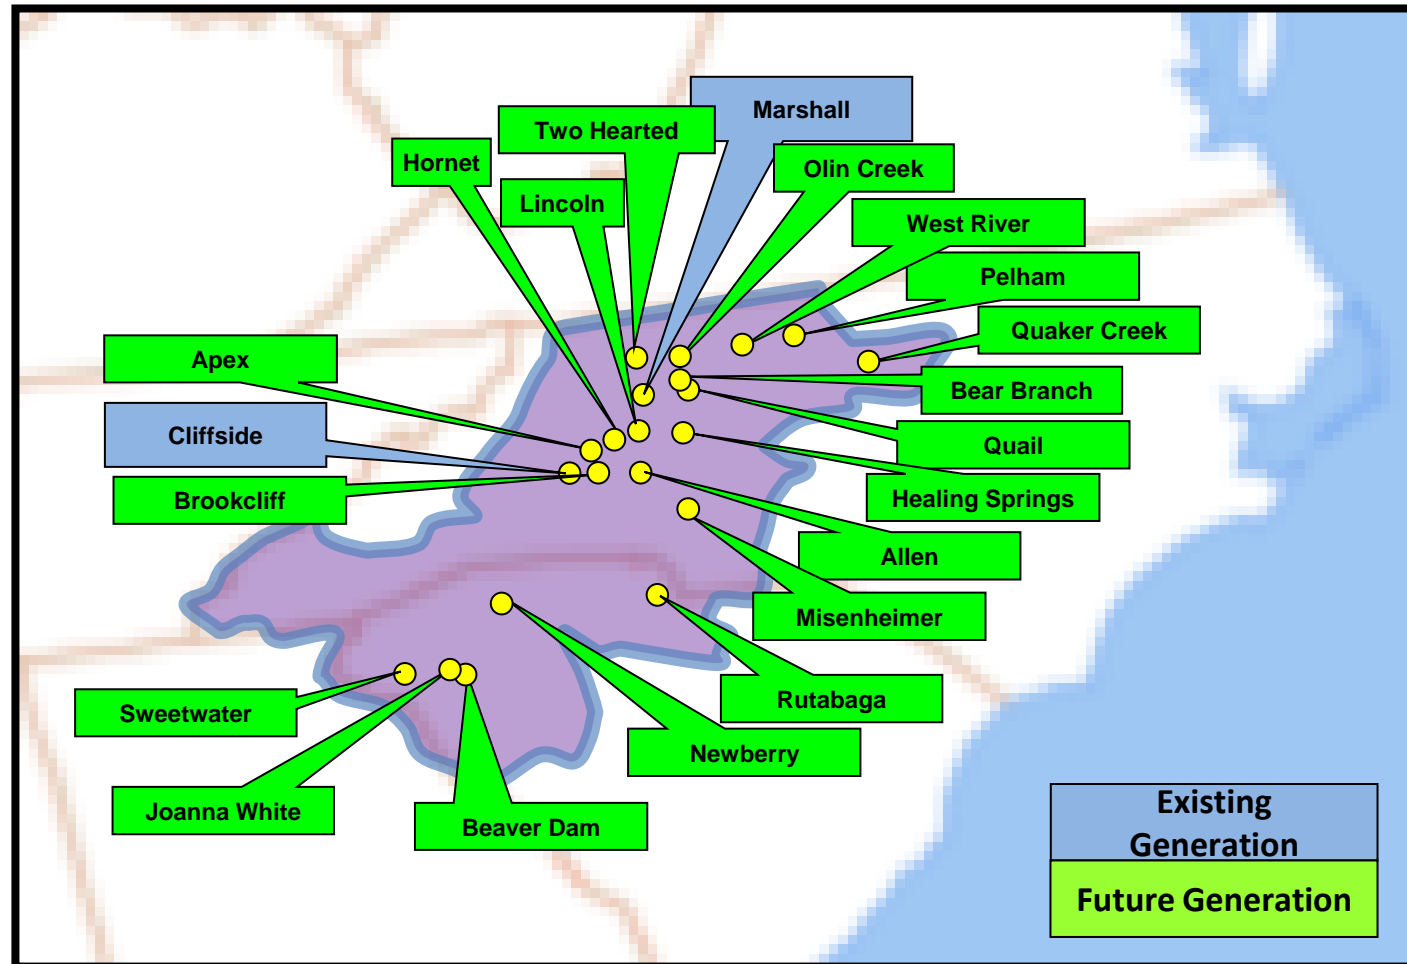 Marshall
Two Hearted
Hornet
Olin Creek
Lincoln
West River
Pelham
Quaker Creek
Apex
Bear Branch
Cliffside
Quail
Brookcliff
Healing Springs
Allen
Misenheimer
Rutabaga
Sweetwater
Newberry
Joanna White
Beaver Dam
Existing
Generation
Future Generation